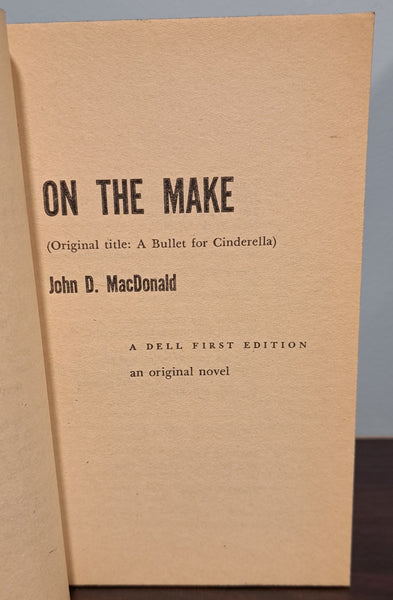 ON THE MAKE
(Original title: A Bullet for Cinderella)
John D. MacDonald
A DELL FIRST EDITION
an original novel